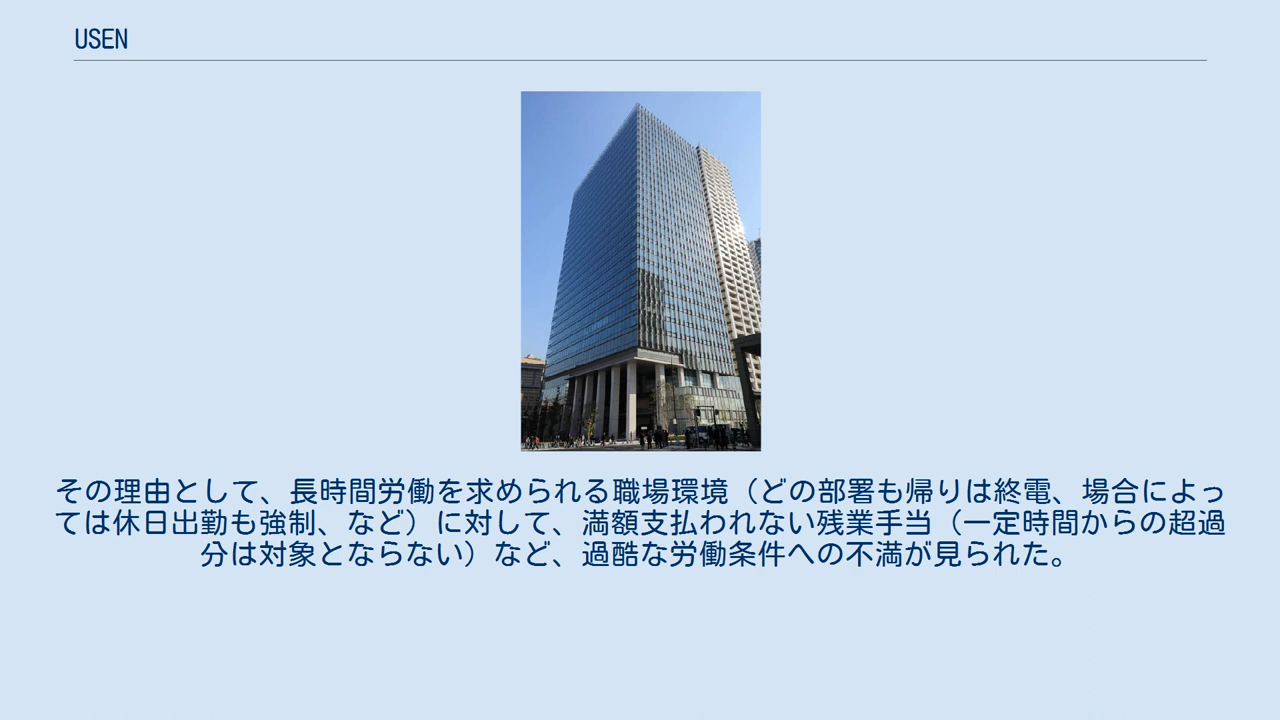 USEN
その理由として、長時間労働を求められる職場環境（どの部署も帰りは終電、場合によっ
ては休日出勤も強制、など）に対して、満額支払われない残業手当（一定時間からの超過
分は対象とならない）など、過酷な労働条件への不満が見られた。